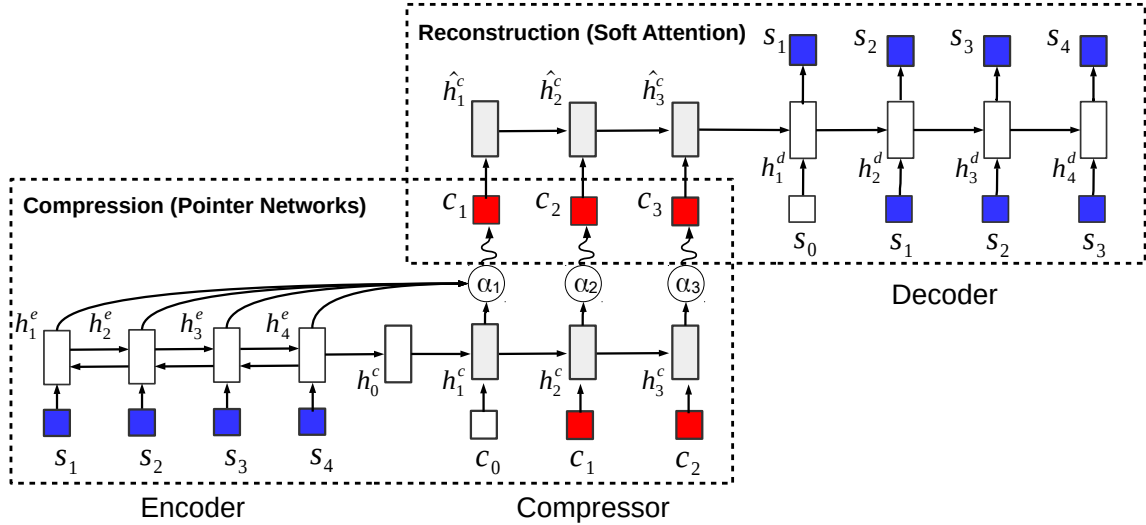 Reconstruction (Soft Attention)
s₁ s₂ s₃ s₄
ĥ₁ᶜ ĥ₂ᶜ ĥ₃ᶜ
h₁ᵈ h₂ᵈ h₃ᵈ h₄ᵈ
Compression (Pointer Networks)
c₁ c₂ c₃
s₀ s₁ s₂ s₃
Decoder
α₁ α₂ α₃
h₁ᵉ h₂ᵉ h₃ᵉ h₄ᵉ
h₀ᶜ h₁ᶜ h₂ᶜ h₃ᶜ
s₁ s₂ s₃ s₄ c₀ c₁ c₂
Encoder Compressor